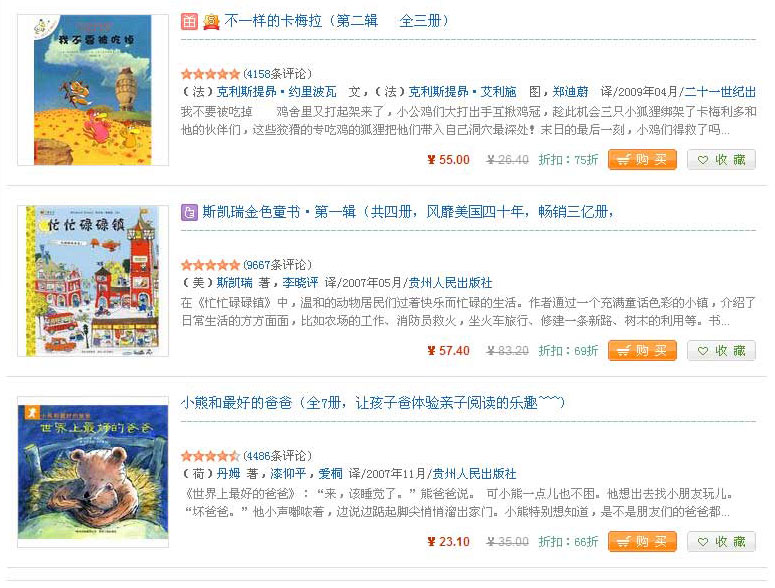 不一样的卡梅拉（第二辑 全三册）
我不要被吃掉
(4158条评论)
（法）克利斯提昂·约里波瓦 文，（法）克利斯提昂·艾利施 图，郑迪蔚 译/2009年04月/二十一世纪出
我不要被吃掉 鸡舍里又打起架来了，小公鸡们大打出手互揪鸡冠，趁此机会三只小狐狸绑架了卡梅利多和
他的伙伴们，这些狡猾的专吃鸡的狐狸把他们带入自己洞穴最深处！末日的最后一刻，小鸡们得救了吗...
¥ 55.00 ¥ 26.40 折扣：75折 购 买 收 藏
斯凯瑞金色童书·第一辑（共四册，风靡美国四十年，畅销三亿册，
忙忙碌碌镇
(9667条评论)
（美）斯凯瑞 著，李晓评 译/2007年05月/贵州人民出版社
在《忙忙碌碌镇》中，温和的动物居民们过着快乐而忙碌的生活。作者通过一个充满童话色彩的小镇，介绍了
日常生活的方方面面，比如农场的工作、消防员救火，坐火车旅行、修建一条新路、树木的利用等。书...
¥ 57.40 ¥ 83.20 折扣：69折 购 买 收 藏
小熊和最好的爸爸（全7册，让孩子爸体验亲子阅读的乐趣~~~）
小熊和最好的爸爸
世界上最好的爸爸
(4486条评论)
（荷）丹姆 著，漆仰平，爱桐 译/2007年11月/贵州人民出版社
《世界上最好的爸爸》：“来，该睡觉了。”熊爸爸说。 可小熊一点儿也不困。他想出去找小朋友玩儿。
“坏爸爸。”他小声嘟哝着，边说边踮起脚尖悄悄溜出家门。小熊特别想知道，是不是朋友们的爸爸都...
¥ 23.10 ¥ 35.00 折扣：66折 购 买 收 藏